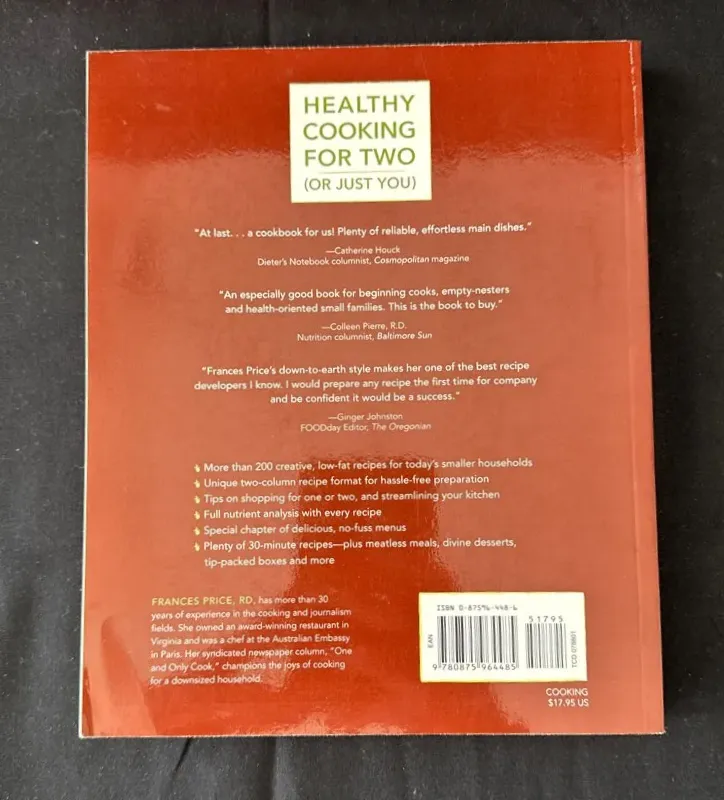 HEALTHY
COOKING
FOR TWO
(OR JUST YOU)
"At last. . . a cookbook for us! Plenty of reliable, effortless main dishes."
—Catherine Houck
Dieter's Notebook columnist, Cosmopolitan magazine
"An especially good book for beginning cooks, empty-nesters
and health-oriented small families. This is the book to buy."
—Colleen Pierre, R.D.
Nutrition columnist, Baltimore Sun
"Frances Price's down-to-earth style makes her one of the best recipe
developers I know. I would prepare any recipe the first time for company
and be confident it would be a success."
—Ginger Johnston
FOODday Editor, The Oregonian
More than 200 creative, low-fat recipes for today's smaller households
Unique two-column recipe format for hassle-free preparation
Tips on shopping for one or two, and streamlining your kitchen
Full nutrient analysis with every recipe
Special chapter of delicious, no-fuss menus
Plenty of 30-minute recipes—plus meatless meals, divine desserts,
tip-packed boxes and more
FRANCES PRICE, RD, has more than 30
years of experience in the cooking and journalism
fields. She owned an award-winning restaurant in
Virginia and was a chef at the Australian Embassy
in Paris. Her syndicated newspaper column, "One
and Only Cook," champions the joys of cooking
for a downsized household.
ISBN 0-87596-448-6
51795
EAN
9 780875 964485
COOKING
$17.95 US